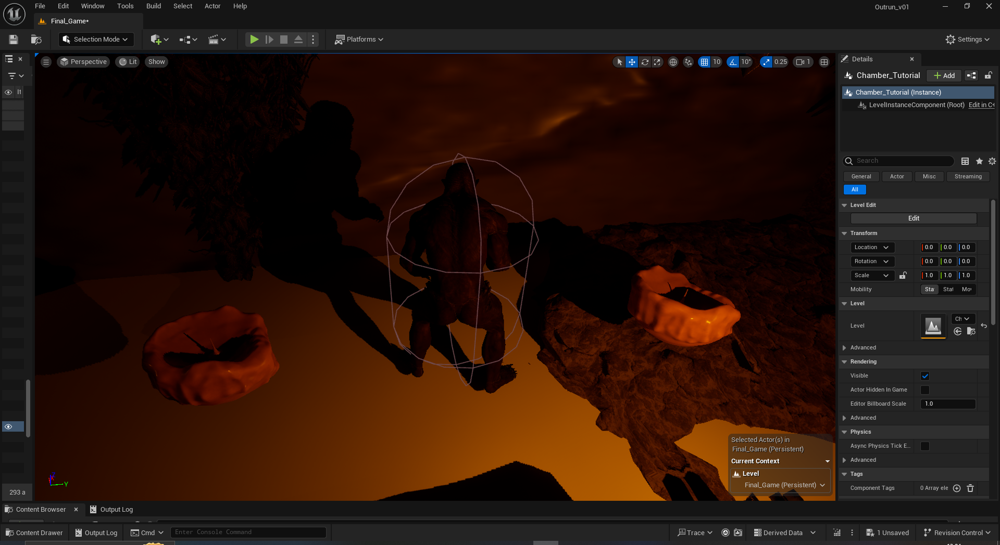 File Edit Window Tools Build Select Actor Help
Outrun_v01
Final_Game*
Selection Mode
Platforms
Settings
Perspective Lit Show
10 10° 0.25 1
Details
Chamber_Tutorial
Add
Chamber_Tutorial (Instance)
LevelInstanceComponent (Root) Edit in C+
Search
General Actor Misc Streaming
All
Level Edit
Edit
Transform
Location 0.0 0.0 0.0
Rotation 0.0 0.0 0.0
Scale 1.0 1.0 1.0
Mobility Sta Stat Mo
Level
Level Ch
Advanced
Rendering
Visible
Actor Hidden In Game
Editor Billboard Scale 1.0
Advanced
Physics
Async Physics Tick E...
Advanced
Tags
Component Tags 0 Array ele
It
Selected Actor(s) in
Final_Game (Persistent)
Current Context
Level
Final_Game (Persistent)
Z X Y
293 a
Content Browser Output Log
Content Drawer Output Log Cmd Enter Console Command Trace Derived Data 1 Unsaved Revision Control